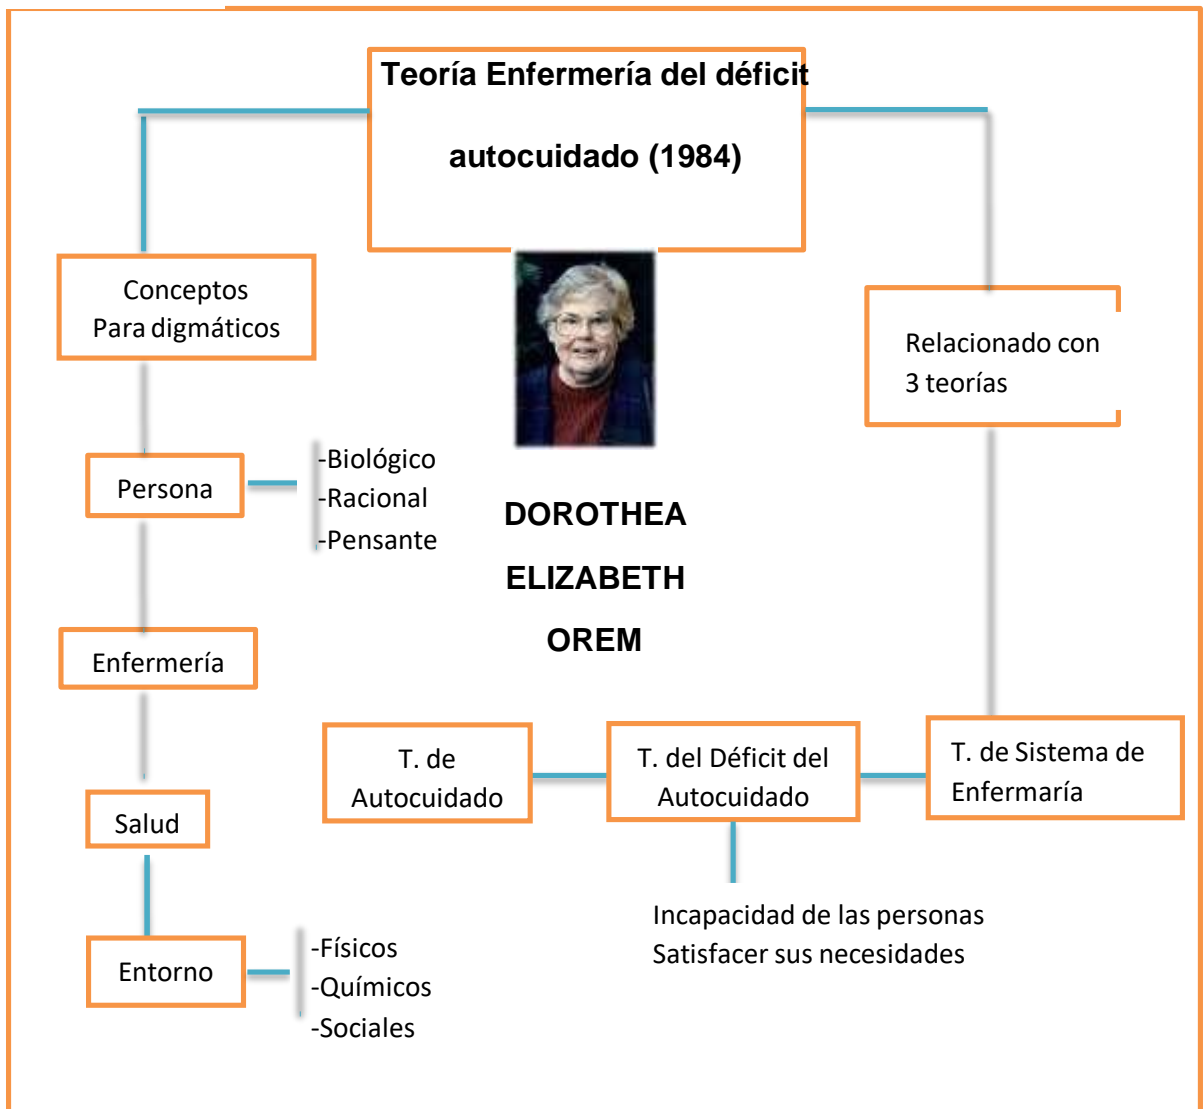 Teoría Enfermería del déficit
autocuidado (1984)
Conceptos
Para digmáticos
Relacionado con
3 teorías
Persona
-Biológico
-Racional
-Pensante
DOROTHEA
ELIZABETH
OREM
Enfermería
T. de
Autocuidado
T. del Déficit del
Autocuidado
T. de Sistema de
Enfermaría
Salud
Incapacidad de las personas
Satisfacer sus necesidades
Entorno
-Físicos
-Químicos
-Sociales